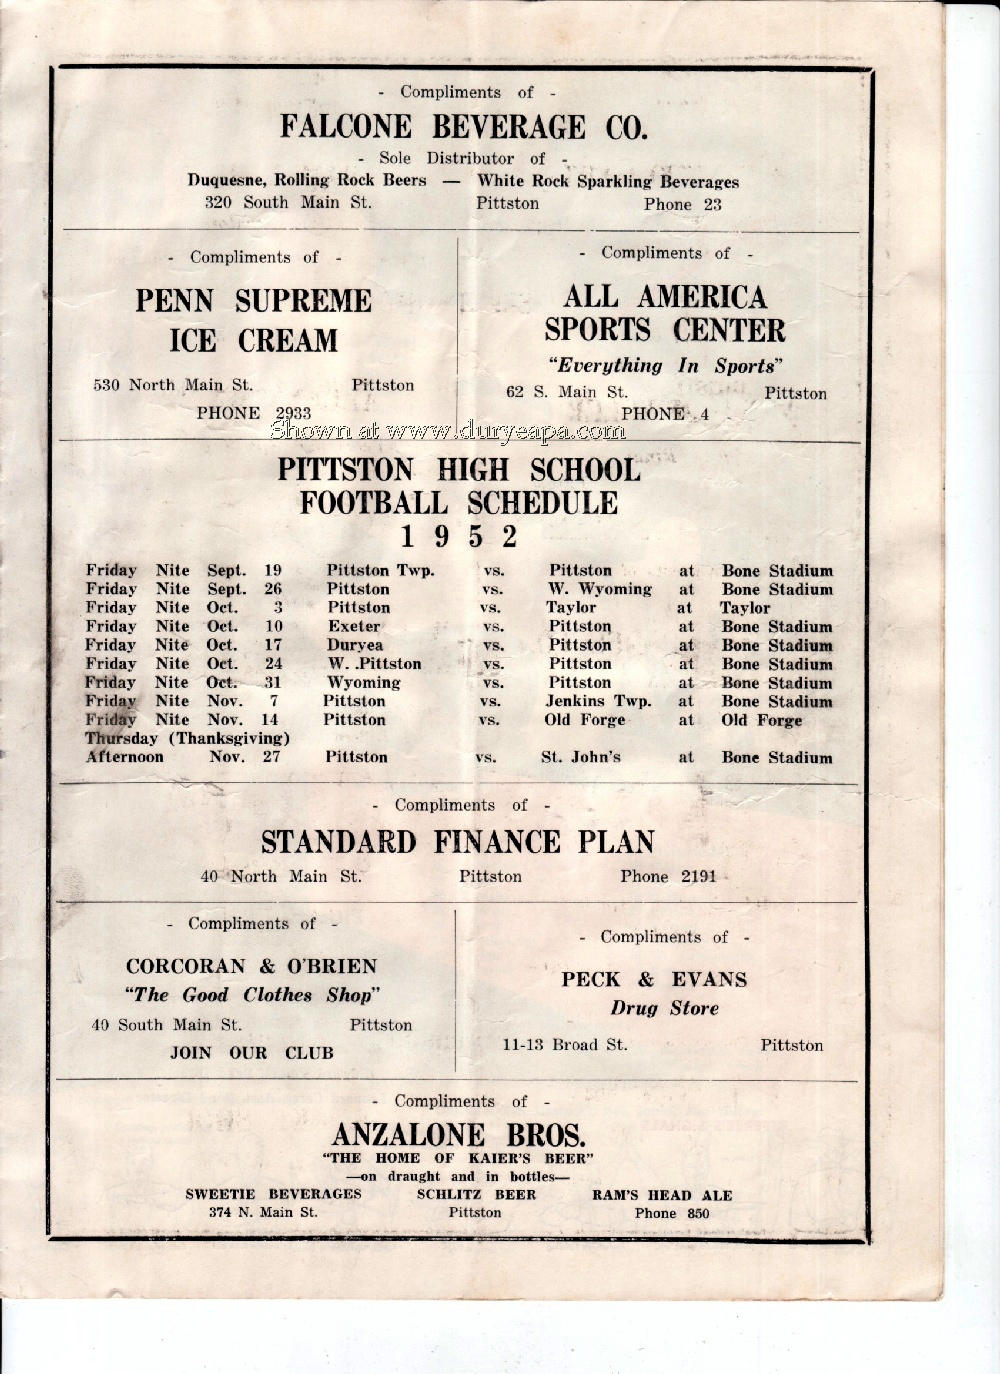 - Compliments of -
FALCONE BEVERAGE CO.
- Sole Distributor of -
Duquesne, Rolling Rock Beers — White Rock Sparkling Beverages
320 South Main St. Pittston Phone 23
- Compliments of -
PENN SUPREME
ICE CREAM
530 North Main St. Pittston
PHONE 2933
- Compliments of -
ALL AMERICA
SPORTS CENTER
"Everything In Sports"
62 S. Main St. Pittston
PHONE 4
Shown at www.duryeapa.com
PITTSTON HIGH SCHOOL
FOOTBALL SCHEDULE
1952
Friday Nite Sept. 19 Pittston Twp. vs. Pittston at Bone Stadium
Friday Nite Sept. 26 Pittston vs. W. Wyoming at Bone Stadium
Friday Nite Oct. 3 Pittston vs. Taylor at Taylor
Friday Nite Oct. 10 Exeter vs. Pittston at Bone Stadium
Friday Nite Oct. 17 Duryea vs. Pittston at Bone Stadium
Friday Nite Oct. 24 W. .Pittston vs. Pittston at Bone Stadium
Friday Nite Oct. 31 Wyoming vs. Pittston at Bone Stadium
Friday Nite Nov. 7 Pittston vs. Jenkins Twp. at Bone Stadium
Friday Nite Nov. 14 Pittston vs. Old Forge at Old Forge
Thursday (Thanksgiving)
Afternoon Nov. 27 Pittston vs. St. John's at Bone Stadium
- Compliments of -
STANDARD FINANCE PLAN
40 North Main St. Pittston Phone 2191
- Compliments of -
CORCORAN & O'BRIEN
"The Good Clothes Shop"
40 South Main St. Pittston
JOIN OUR CLUB
- Compliments of -
PECK & EVANS
Drug Store
11-13 Broad St. Pittston
- Compliments of -
ANZALONE BROS.
"THE HOME OF KAIER'S BEER"
—on draught and in bottles—
SWEETIE BEVERAGES SCHLITZ BEER RAM'S HEAD ALE
374 N. Main St. Pittston Phone 850